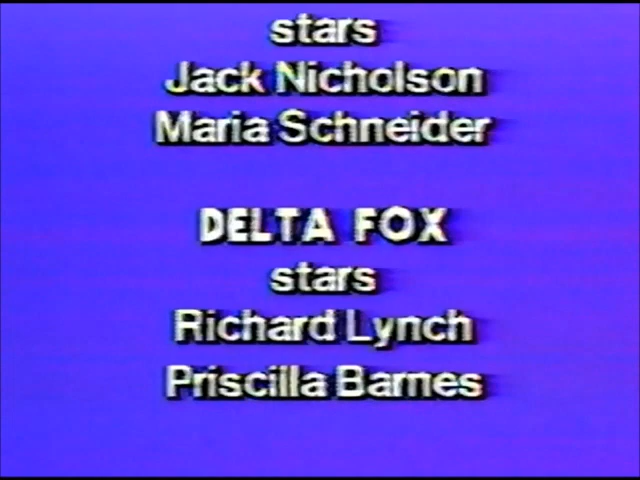 stars
Jack Nicholson
Maria Schneider
DELTA FOX
stars
Richard Lynch
Priscilla Barnes